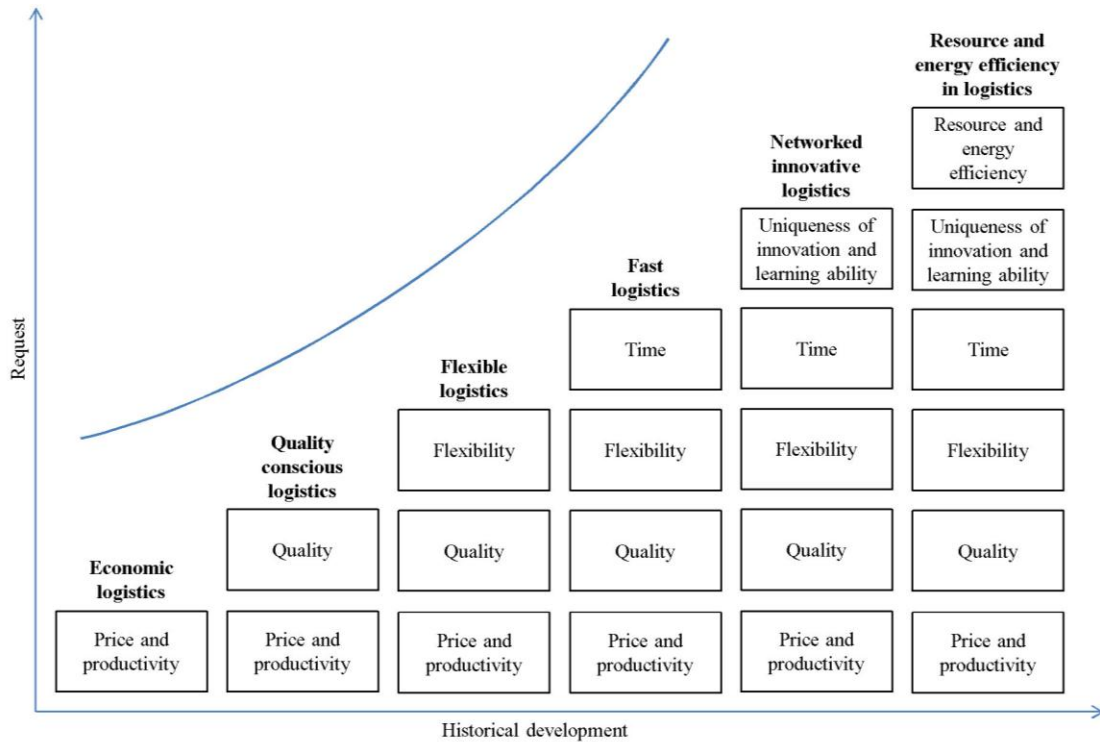 Request
Economic
logistics
Price and
productivity
Quality
conscious
logistics
Quality
Price and
productivity
Flexible
logistics
Flexibility
Quality
Price and
productivity
Fast
logistics
Time
Flexibility
Quality
Price and
productivity
Networked
innovative
logistics
Uniqueness of
innovation and
learning ability
Time
Flexibility
Quality
Price and
productivity
Resource and
energy efficiency
in logistics
Resource and
energy
efficiency
Uniqueness of
innovation and
learning ability
Time
Flexibility
Quality
Price and
productivity
Historical development